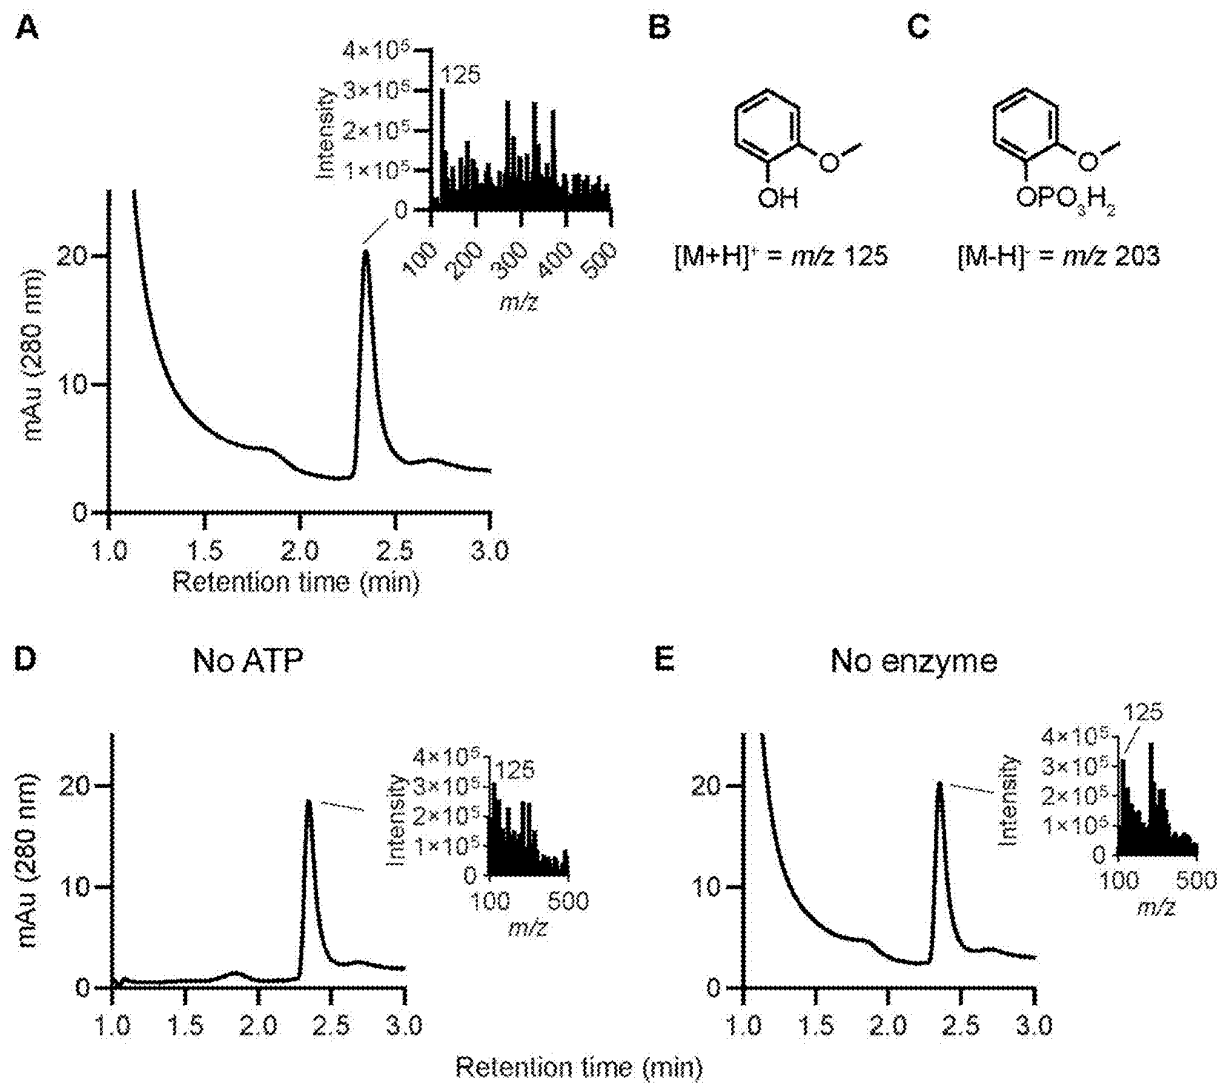 A
4×10⁵
3×10⁵
2×10⁵
1×10⁵
0
Intensity
125
100
200
300
400
500
m/z
20
10
0
mAu (280 nm)
1.0
1.5
2.0
2.5
3.0
Retention time (min)
B
O
OH
[M+H]⁺ = m/z 125
C
O
OPO₃H₂
[M-H]⁻ = m/z 203
D
No ATP
20
10
0
mAu (280 nm)
1.0
1.5
2.0
2.5
3.0
4×10⁵
3×10⁵
2×10⁵
1×10⁵
0
Intensity
125
100
500
m/z
E
No enzyme
20
10
0
1.0
1.5
2.0
2.5
3.0
125
4×10⁵
3×10⁵
2×10⁵
1×10⁵
0
Intensity
100
500
m/z
Retention time (min)